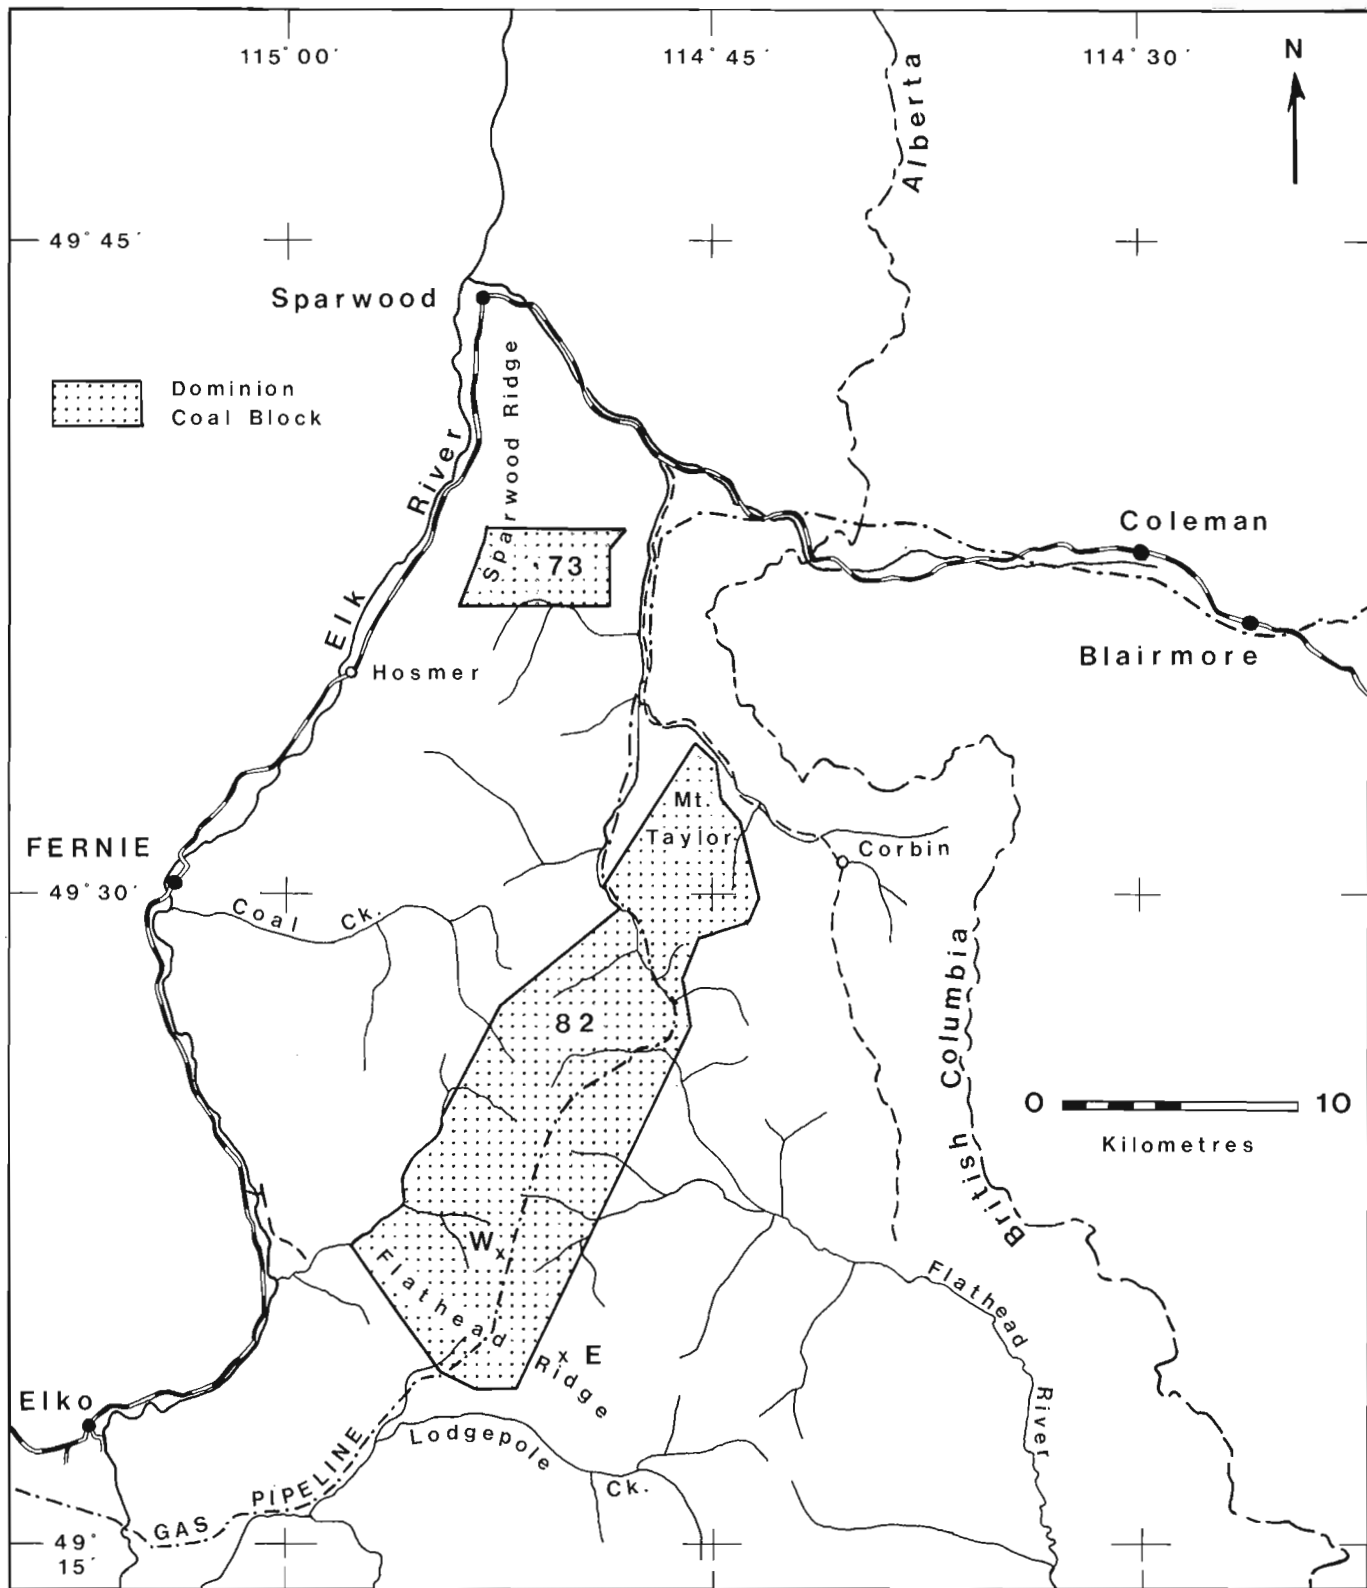 115° 00′
114° 45′
114° 30′
N
Alberta
49° 45′
Sparwood
Sparwood Ridge
Dominion
Coal Block
Elk River
73
Coleman
Blairmore
Hosmer
Mt.
Taylor
Corbin
FERNIE
49° 30′
Coal Ck.
82
British Columbia
0 10
Kilometres
W x
Flathead Ridge
x E
Flathead River
Elko
Lodgepole Ck.
GAS PIPELINE
49°
15′